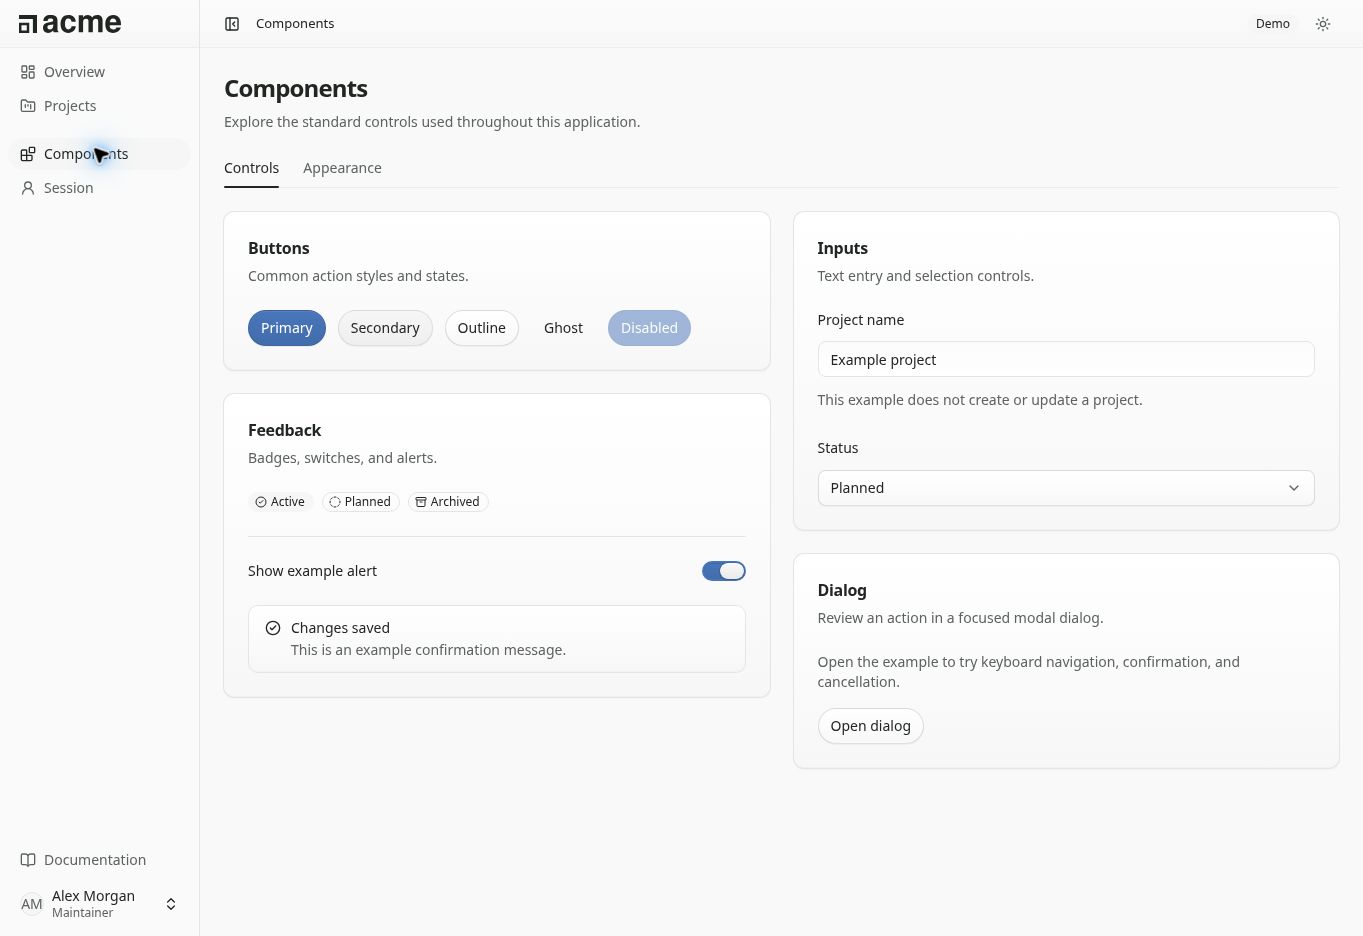 acme
Components
Demo
Overview
Projects
Components
Session
Components
Explore the standard controls used throughout this application.
Controls
Appearance
Buttons
Common action styles and states.
Primary
Secondary
Outline
Ghost
Disabled
Feedback
Badges, switches, and alerts.
Active
Planned
Archived
Show example alert
Changes saved
This is an example confirmation message.
Inputs
Text entry and selection controls.
Project name
Example project
This example does not create or update a project.
Status
Planned
Dialog
Review an action in a focused modal dialog.
Open the example to try keyboard navigation, confirmation, and
cancellation.
Open dialog
Documentation
AM
Alex Morgan
Maintainer